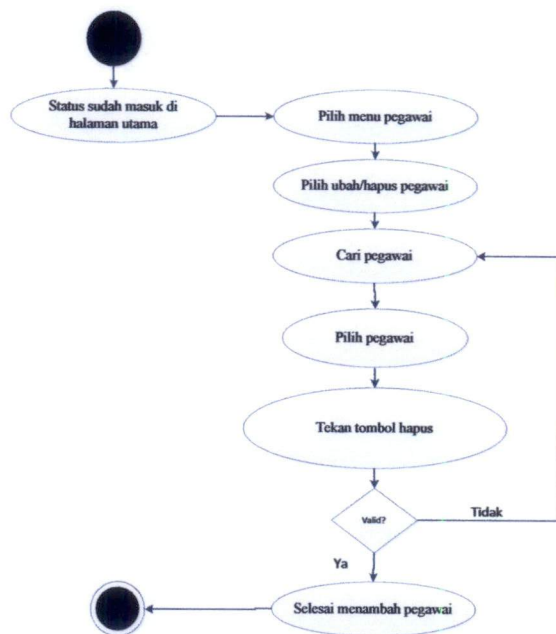 Status sudah masuk di
halaman utama
Pilih menu pegawai
Pilih ubah/hapus pegawai
Cari pegawai
Pilih pegawai
Tekan tombol hapus
Valid?
Tidak
Ya
Selesai menambah pegawai